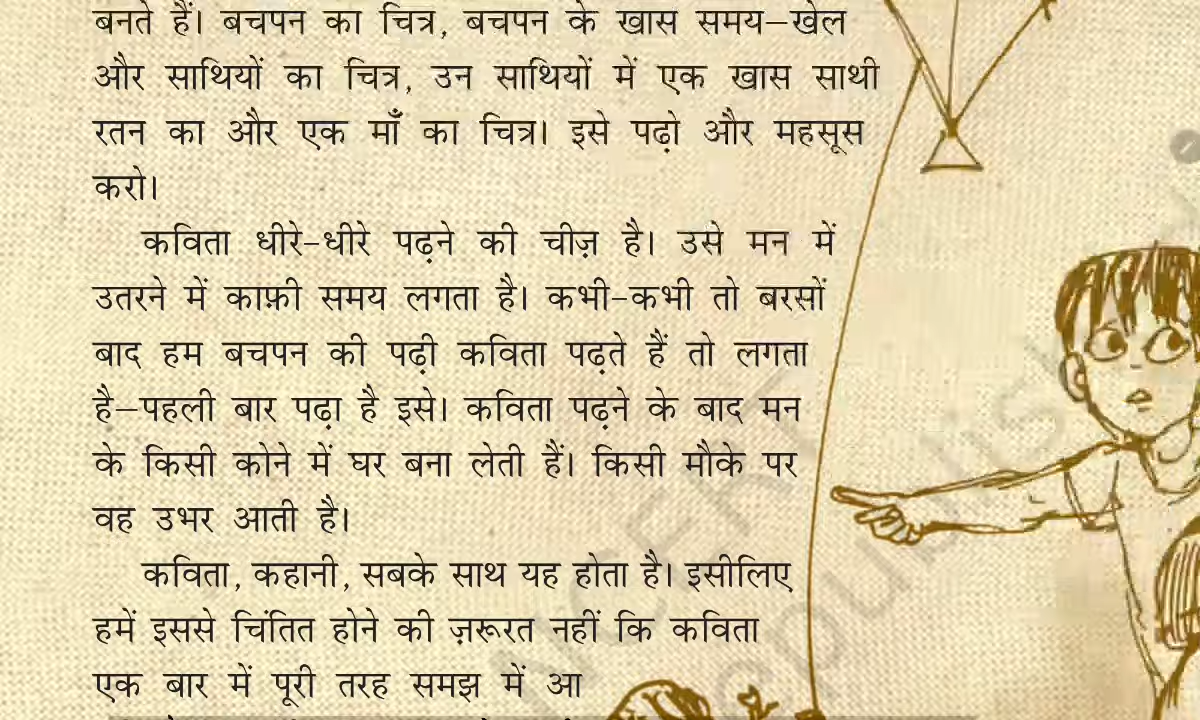 बनते हैं। बचपन का चित्र, बचपन के खास समय—खेल
और साथियों का चित्र, उन साथियों में एक खास साथी
रतन का और एक माँ का चित्र। इसे पढ़ो और महसूस
करो।
कविता धीरे-धीरे पढ़ने की चीज़ है। उसे मन में
उतरने में काफ़ी समय लगता है। कभी-कभी तो बरसों
बाद हम बचपन की पढ़ी कविता पढ़ते हैं तो लगता
है—पहली बार पढ़ा है इसे। कविता पढ़ने के बाद मन
के किसी कोने में घर बना लेती हैं। किसी मौके पर
वह उभर आती है।
कविता, कहानी, सबके साथ यह होता है। इसीलिए
हमें इससे चिंतित होने की ज़रूरत नहीं कि कविता
एक बार में पूरी तरह समझ में आ
NCERT